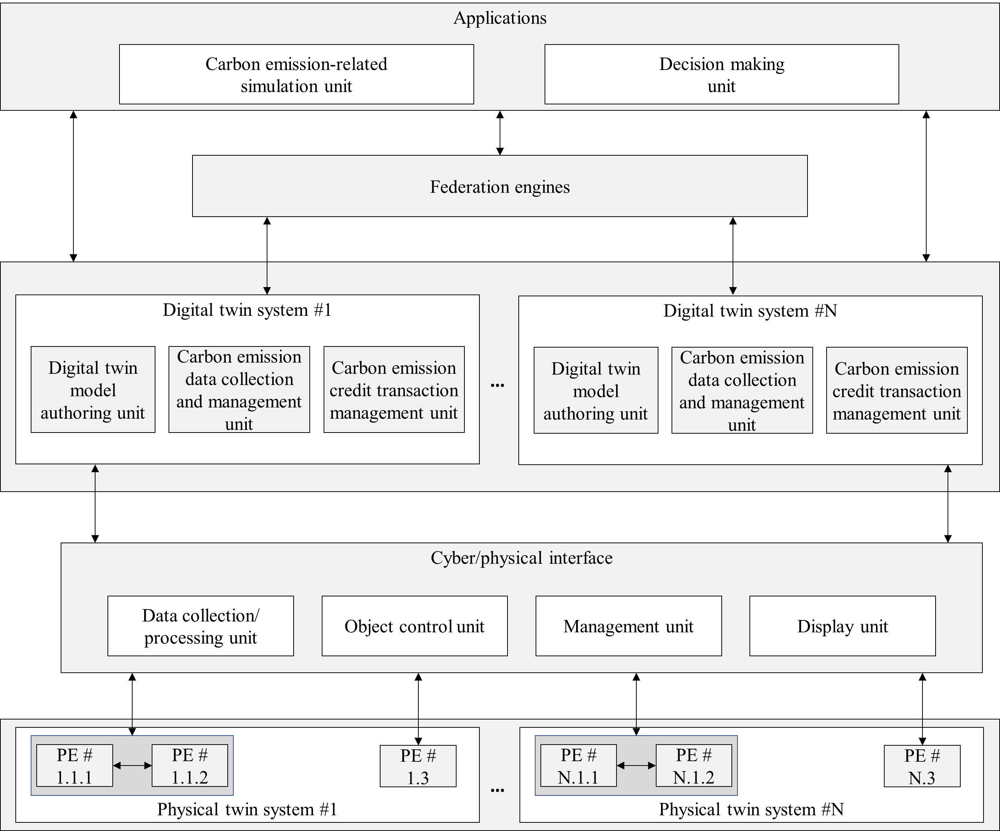 Applications
Carbon emission-related
simulation unit
Decision making
unit
Federation engines
Digital twin system #1
Digital twin
model
authoring unit
Carbon emission
data collection
and management
unit
Carbon emission
credit transaction
management unit
...
Digital twin system #N
Digital twin
model
authoring unit
Carbon emission
data collection
and management
unit
Carbon emission
credit transaction
management unit
Cyber/physical interface
Data collection/
processing unit
Object control unit
Management unit
Display unit
PE #
1.1.1
PE #
1.1.2
PE #
1.3
Physical twin system #1
...
PE #
N.1.1
PE #
N.1.2
PE #
N.3
Physical twin system #N